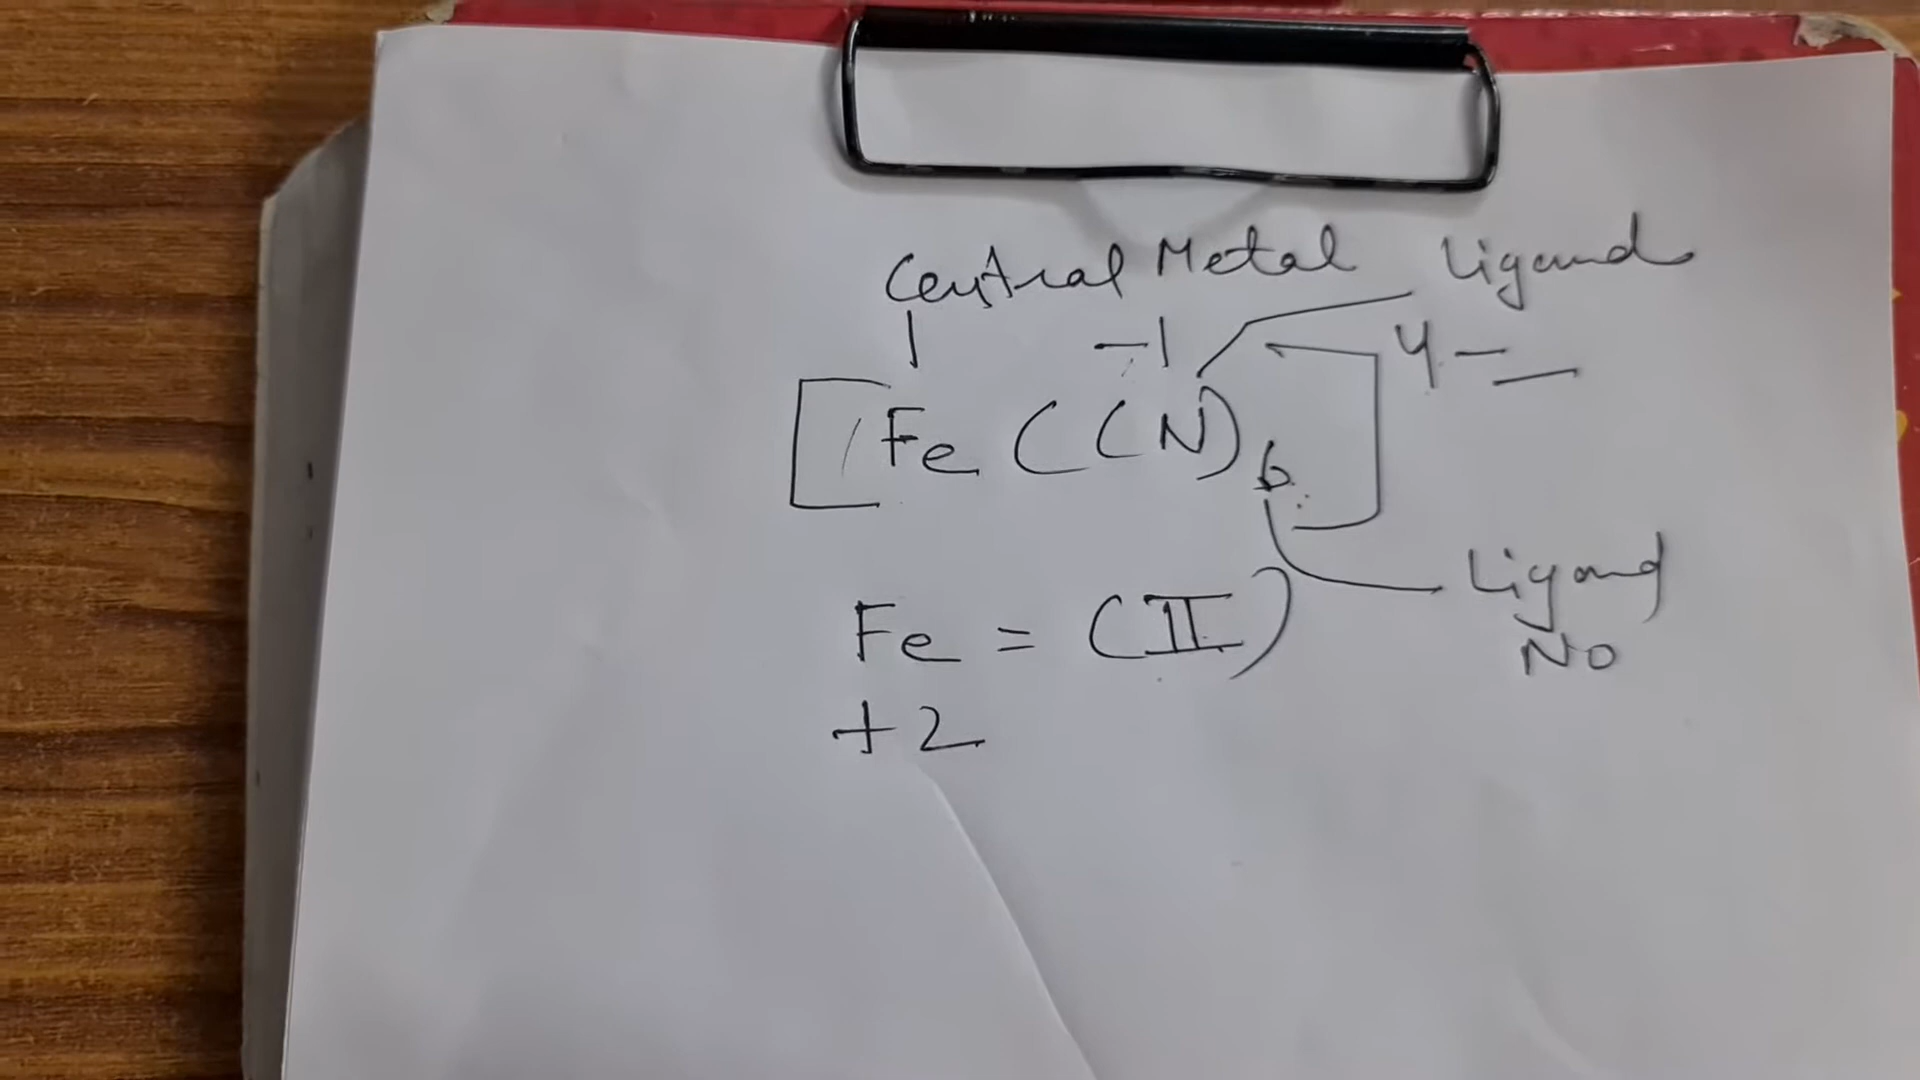 Central Metal Ligand
-1
[Fe(CN)6]4-
Fe = (II)
Ligand
No
+2